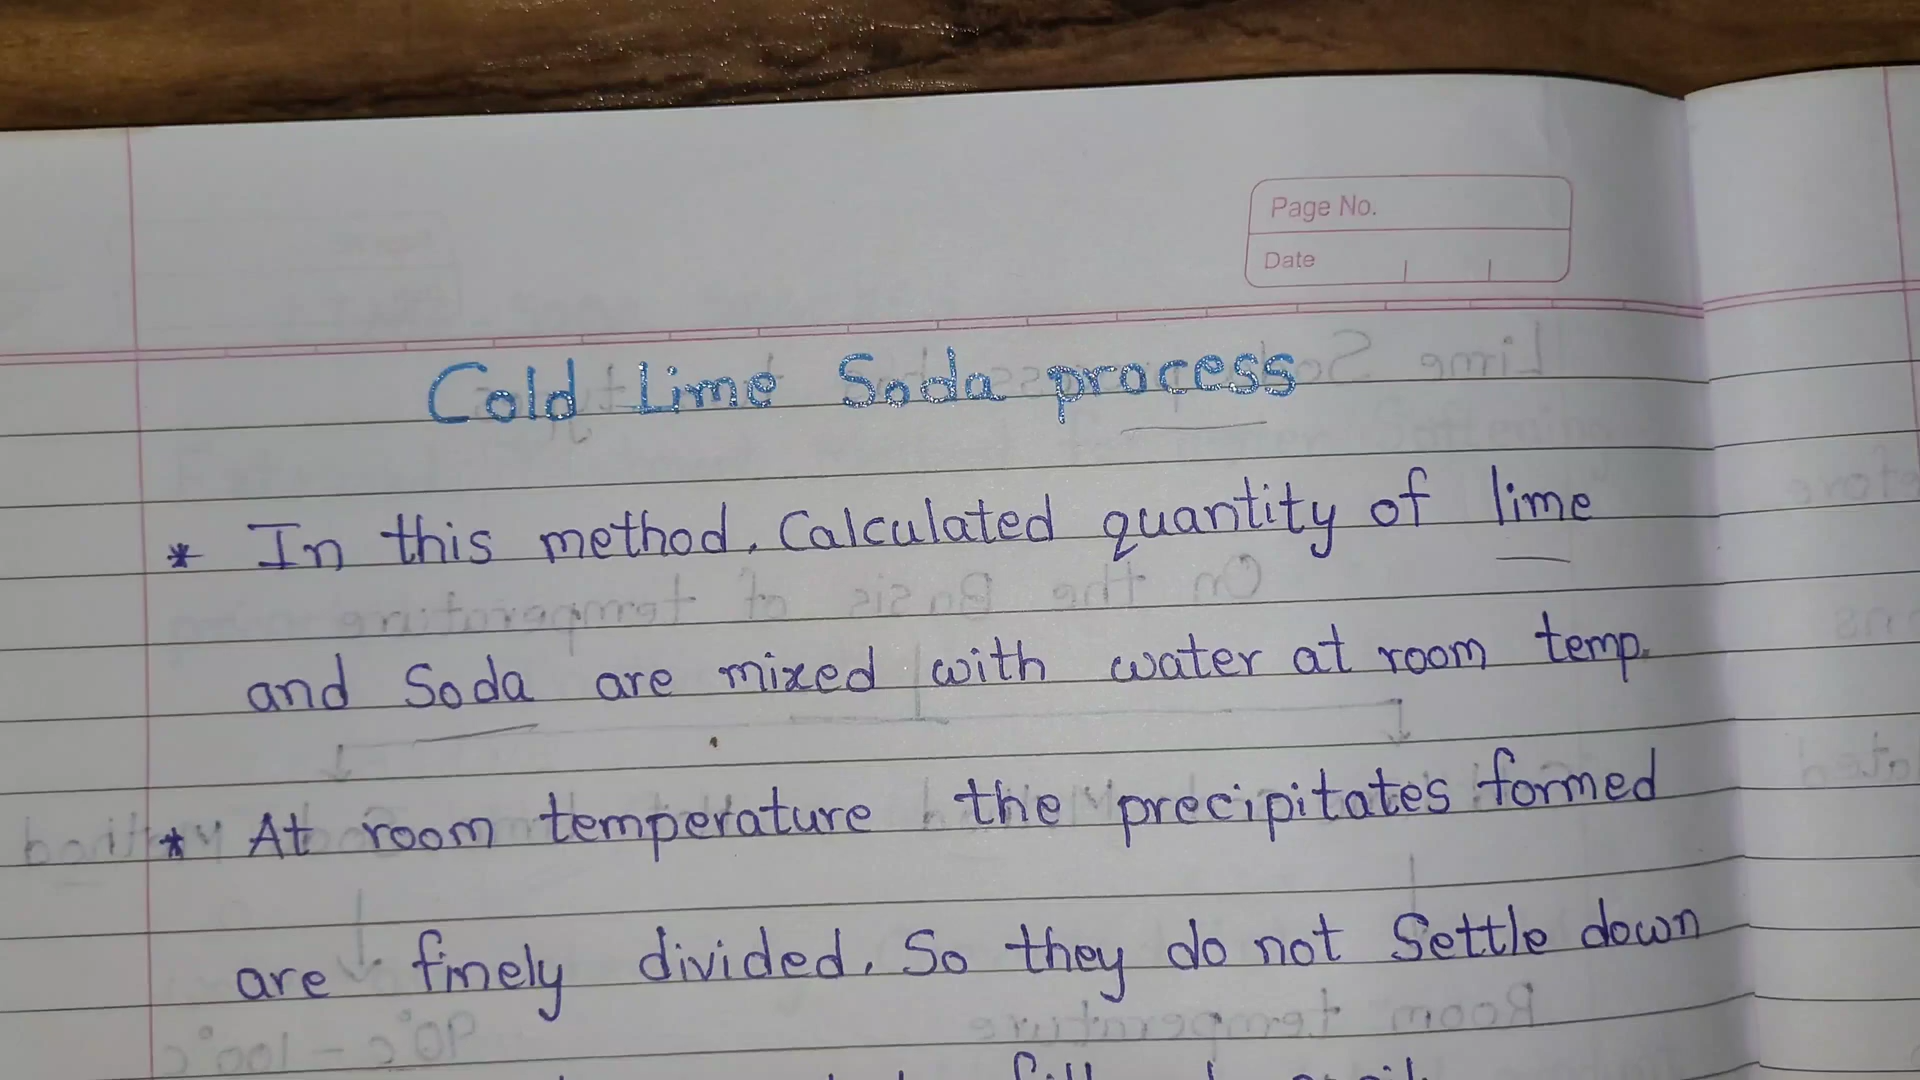 Page No.
Date
Cold Lime Soda process
* In this method, Calculated quantity of lime
and Soda are mixed with water at room temp.
* At room temperature the precipitates formed
are finely divided, So they do not Settle down